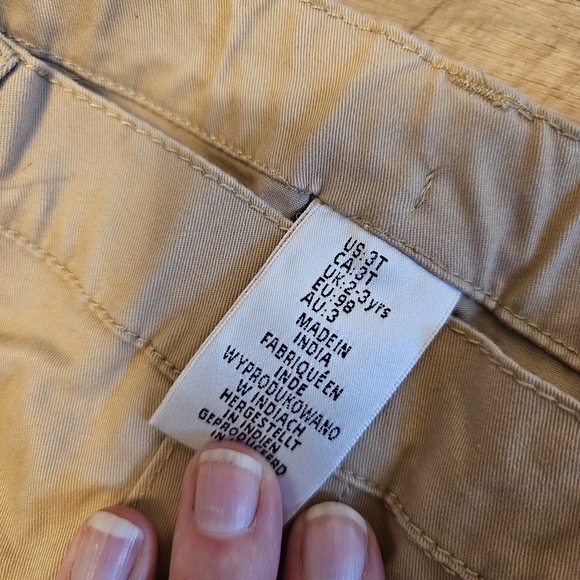 US:3T
CA:3T
UK:2-3yrs
EU:98
AU:3
MADE IN
INDIA
FABRIQUÉ EN
INDE
WYPRODUKOWANO
W INDIACH
HERGESTELLT
IN INDIEN
GEPRODUCEERD
IN